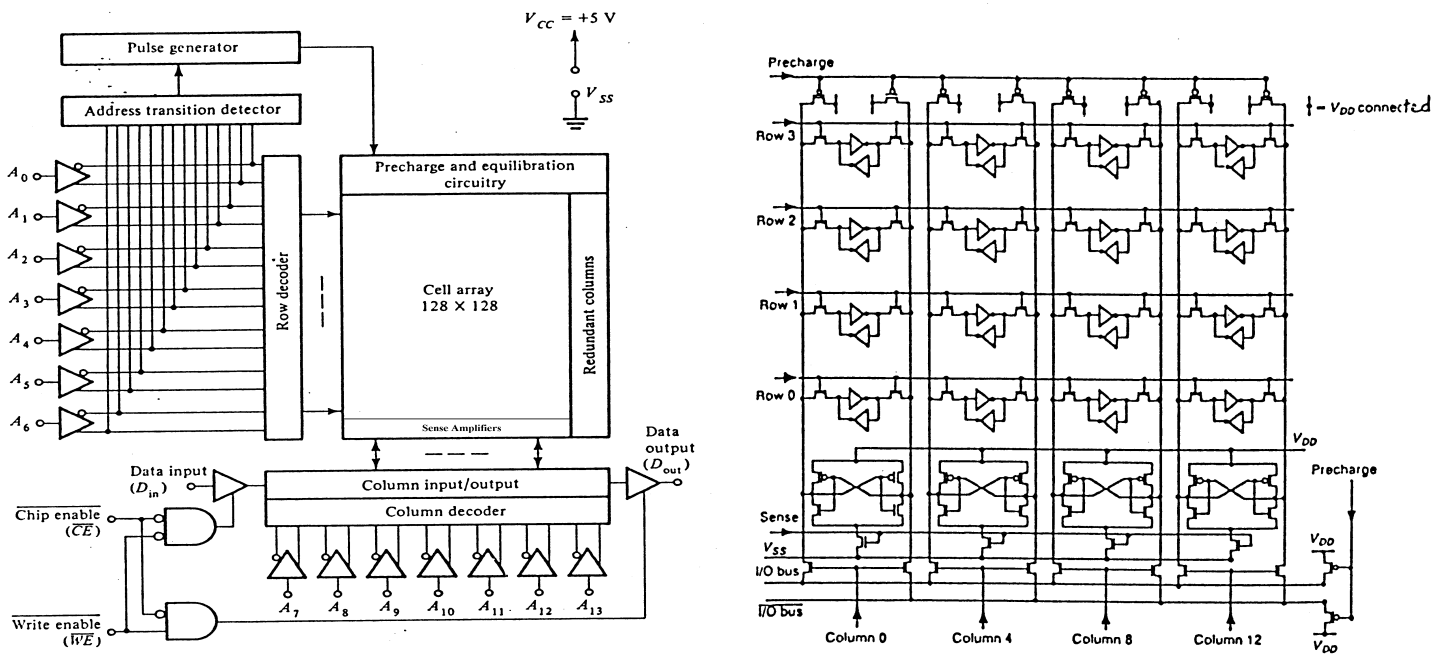 V_CC = +5 V
Pulse generator
V_SS
Address transition detector
A_0
A_1
A_2
A_3
A_4
A_5
A_6
Row decoder
Precharge and equilibration
circuitry
Cell array
128 × 128
Redundant columns
Sense Amplifiers
Data input
(D_in)
Column input/output
Column decoder
Data
output
(D_out)
Chip enable
(C̅E̅)
Write enable
(W̅E̅)
A_7
A_8
A_9
A_10
A_11
A_12
A_13
Precharge
- V_DD connected
Row 3
Row 2
Row 1
Row 0
V_DD
Precharge
Sense
V_SS
V_DD
I/O bus
I̅/̅O̅ ̅b̅u̅s̅
V_DD
Column 0
Column 4
Column 8
Column 12